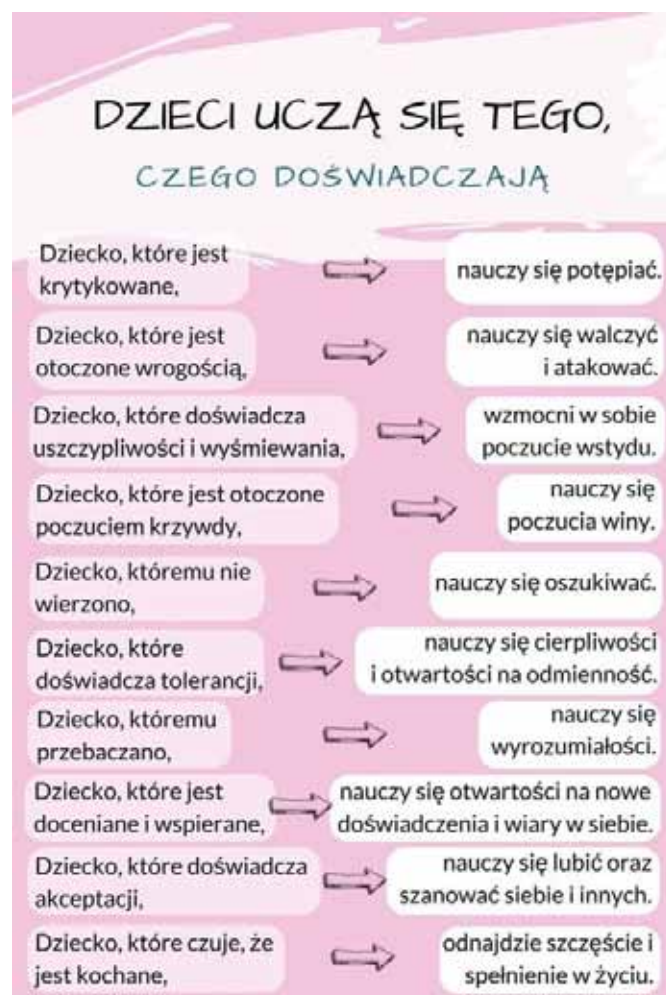 DZIECI UCZĄ SIĘ TEGO,
CZEGO DOŚWIADCZAJĄ
Dziecko, które jest
krytykowane,
nauczy się potępiać.
Dziecko, które jest
otoczone wrogością,
nauczy się walczyć
i atakować.
Dziecko, które doświadcza
uszczypliwości i wyśmiewania,
wzmocni w sobie
poczucie wstydu.
Dziecko, które jest otoczone
poczuciem krzywdy,
nauczy się
poczucia winy.
Dziecko, któremu nie
wierzono,
nauczy się oszukiwać.
Dziecko, które
doświadcza tolerancji,
nauczy się cierpliwości
i otwartości na odmienność.
Dziecko, któremu
przebaczano,
nauczy się
wyrozumiałości.
Dziecko, które jest
doceniane i wspierane,
nauczy się otwartości na nowe
doświadczenia i wiary w siebie.
Dziecko, które doświadcza
akceptacji,
nauczy się lubić oraz
szanować siebie i innych.
Dziecko, które czuje, że
jest kochane,
odnajdzie szczęście i
spełnienie w życiu.